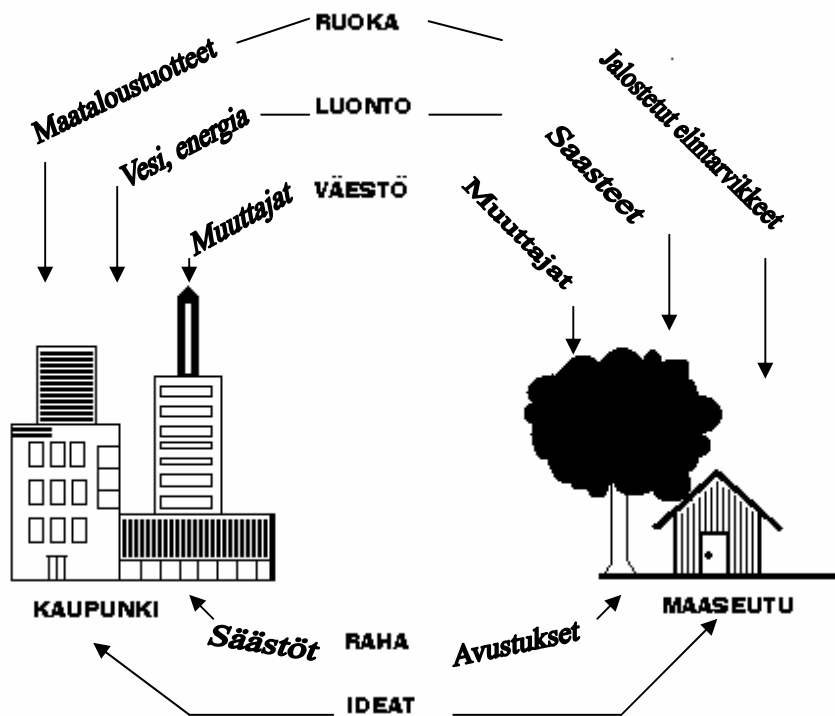 RUOKA
Maataloustuotteet
Jalostetut elintarvikkeet
LUONTO
Vesi, energia
Saasteet
VÄESTÖ
Muuttajat
Muuttajat
KAUPUNKI
MAASEUTU
Säästöt
RAHA
Avustukset
IDEAT